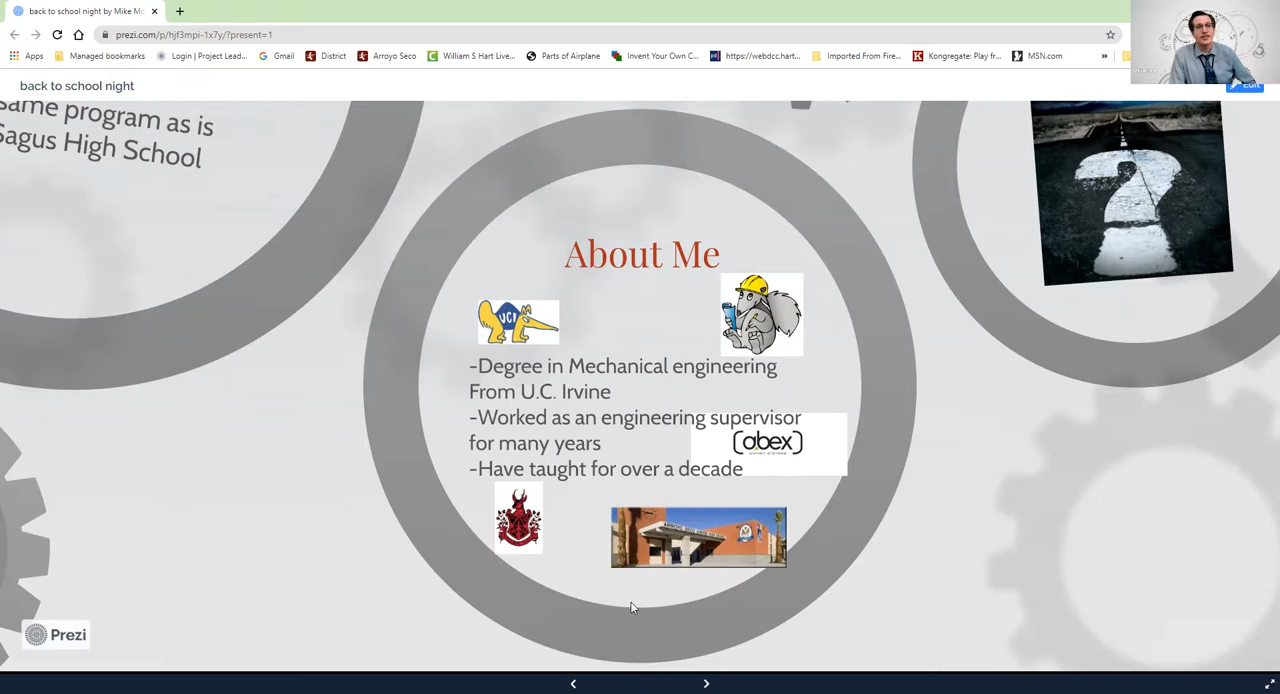 back to school night by Mike Mc
prezi.com/p/hjf3mpi-1x7y/?present=1
Apps
Managed bookmarks
Login | Project Lead...
Gmail
District
Arroyo Seco
William S Hart Live...
Parts of Airplane
Invent Your Own C...
https://webdcc.hart...
Imported From Fire...
Kongregate: Play fr...
MSN.com
»
back to school night
Edit
same program as is
Sagus High School
?
About Me
UCI
-Degree in Mechanical engineering
From U.C. Irvine
-Worked as an engineering supervisor
for many years
(abex)
-Have taught for over a decade
Prezi